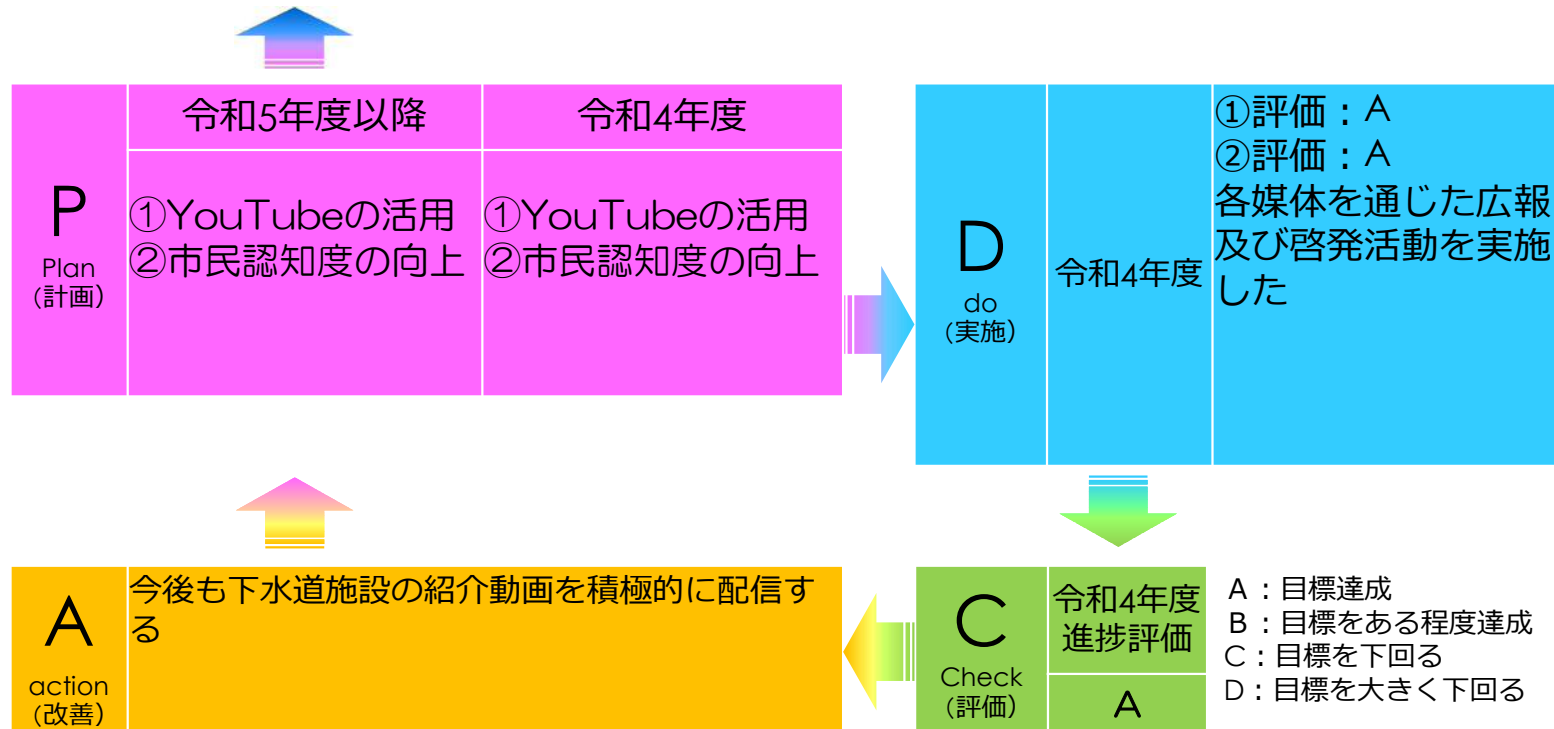 P
Plan
(計画)
令和5年度以降
令和4年度
①YouTubeの活用
②市民認知度の向上
①YouTubeの活用
②市民認知度の向上
D
do
(実施)
令和4年度
①評価：A
②評価：A
各媒体を通じた広報
及び啓発活動を実施
した
A
action
(改善)
今後も下水道施設の紹介動画を積極的に配信す
る
C
Check
(評価)
令和4年度
進捗評価
A
A：目標達成
B：目標をある程度達成
C：目標を下回る
D：目標を大きく下回る